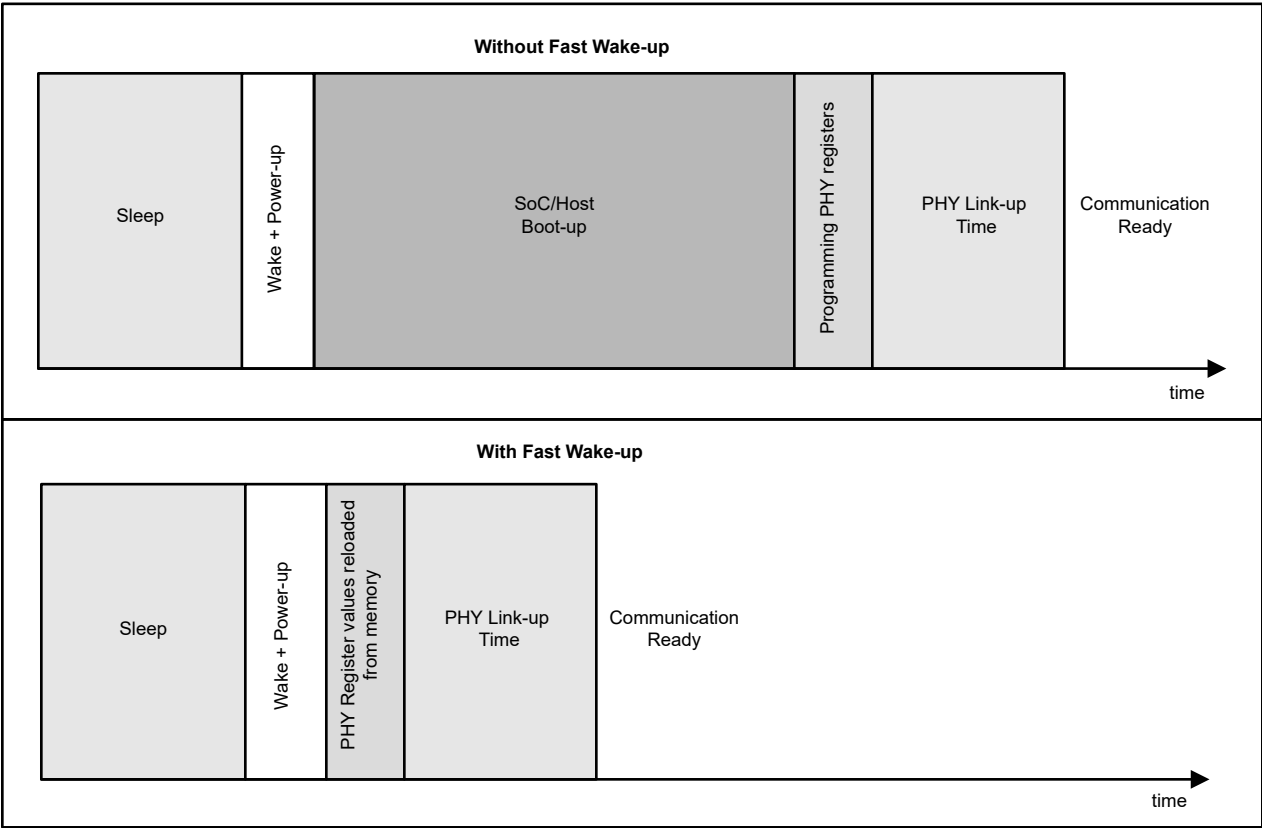 Without Fast Wake-up
Sleep
Wake + Power-up
SoC/Host
Boot-up
Programming PHY registers
PHY Link-up
Time
Communication
Ready
time
With Fast Wake-up
Sleep
Wake + Power-up
PHY Register values reloaded
from memory
PHY Link-up
Time
Communication
Ready
time